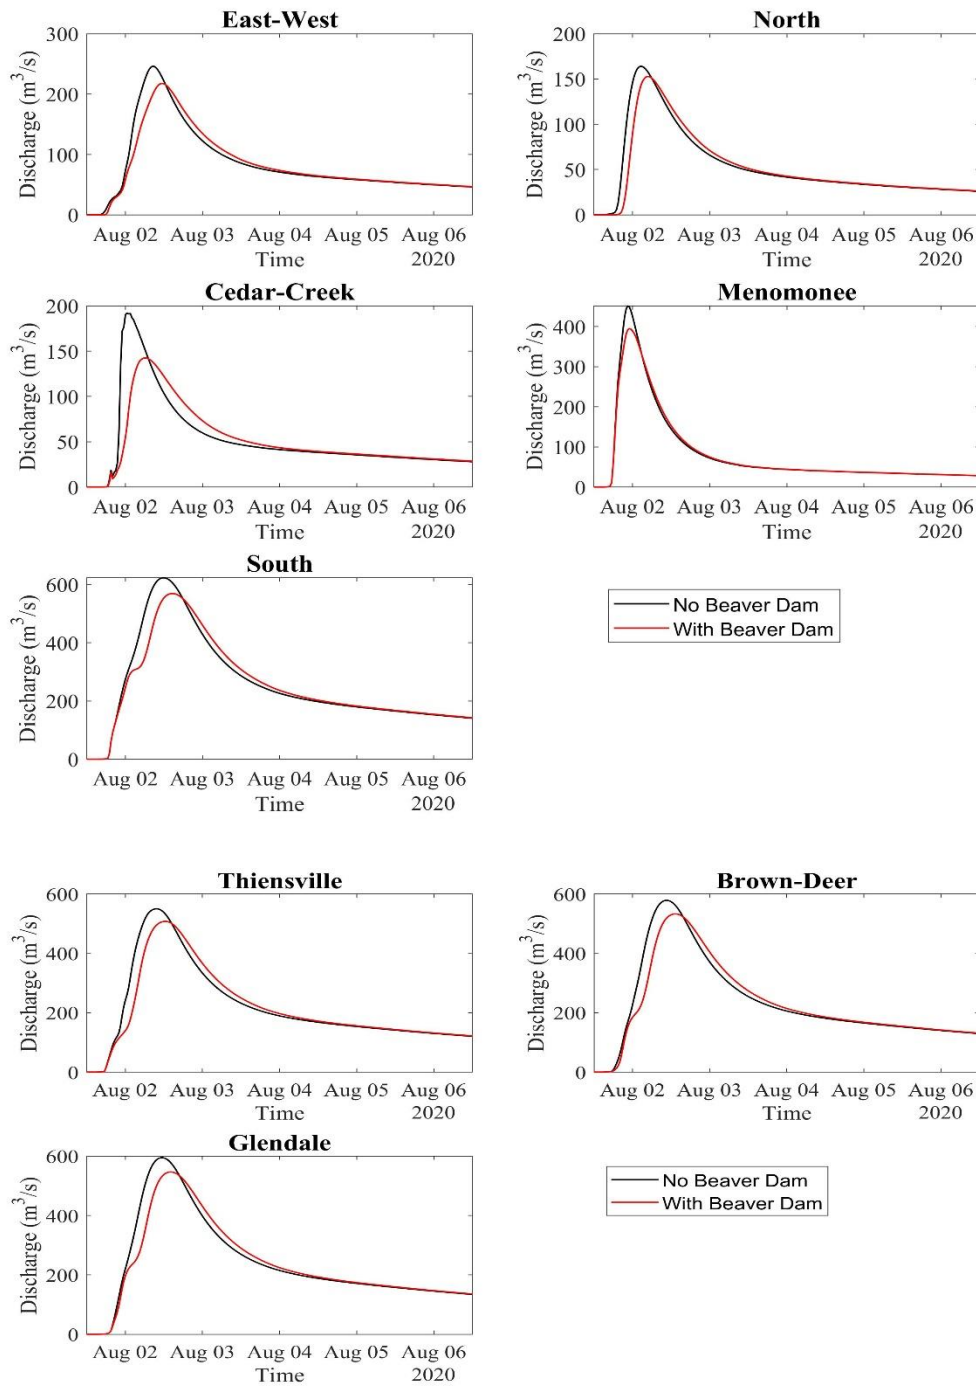 East-West
300
200
100
0
Discharge (m³/s)
Aug 02 Aug 03 Aug 04 Aug 05 Aug 06
Time 2020
North
200
150
100
50
0
Discharge (m³/s)
Aug 02 Aug 03 Aug 04 Aug 05 Aug 06
Time 2020
Cedar-Creek
200
150
100
50
0
Discharge (m³/s)
Aug 02 Aug 03 Aug 04 Aug 05 Aug 06
Time 2020
Menomonee
400
300
200
100
0
Discharge (m³/s)
Aug 02 Aug 03 Aug 04 Aug 05 Aug 06
Time 2020
South
600
400
200
0
Discharge (m³/s)
Aug 02 Aug 03 Aug 04 Aug 05 Aug 06
Time 2020
No Beaver Dam
With Beaver Dam
Thiensville
600
400
200
0
Discharge (m³/s)
Aug 02 Aug 03 Aug 04 Aug 05 Aug 06
Time 2020
Brown-Deer
600
400
200
0
Discharge (m³/s)
Aug 02 Aug 03 Aug 04 Aug 05 Aug 06
Time 2020
Glendale
600
400
200
0
Discharge (m³/s)
Aug 02 Aug 03 Aug 04 Aug 05 Aug 06
Time 2020
No Beaver Dam
With Beaver Dam